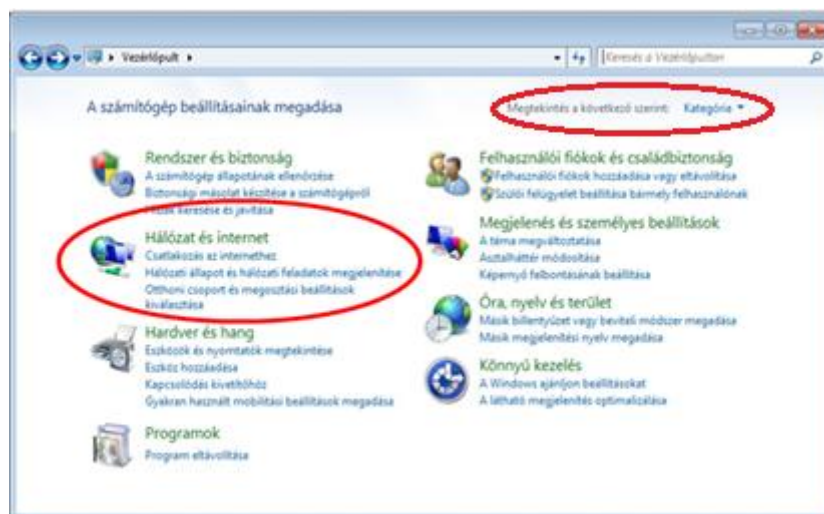 Vezérlőpult
Keresés a Vezérlőpulton
A számítógép beállításainak megadása
Megtekintés a következő szerint: Kategória
Rendszer és biztonság
A számítógép állapotának ellenőrzése
Biztonsági másolat készítése a számítógépről
keresése és javítása
Hálózat és internet
Csatlakozás az internethez
Hálózati állapot és hálózati feladatok megjelenítése
Otthoni csoport és megosztási beállítások
kiválasztása
Hardver és hang
Eszközök és nyomtatók megtekintése
Eszköz hozzáadása
Kapcsolódás kivetítőhöz
Gyakran használt mobilitási beállítások megadása
Programok
Program eltávolítása
Felhasználói fiókok és családbiztonság
Felhasználói fiókok hozzáadása vagy eltávolítása
Szülői felügyelet beállítása bármely felhasználónak
Megjelenés és személyes beállítások
A téma megváltoztatása
Asztalháttér módosítása
Képernyő felbontásának beállítása
Óra, nyelv és terület
Másik billentyűzet vagy beviteli módszer megadása
Másik megjelenítési nyelv megadása
Könnyű kezelés
A Windows ajánljon beállításokat
A látható megjelenítés optimalizálása